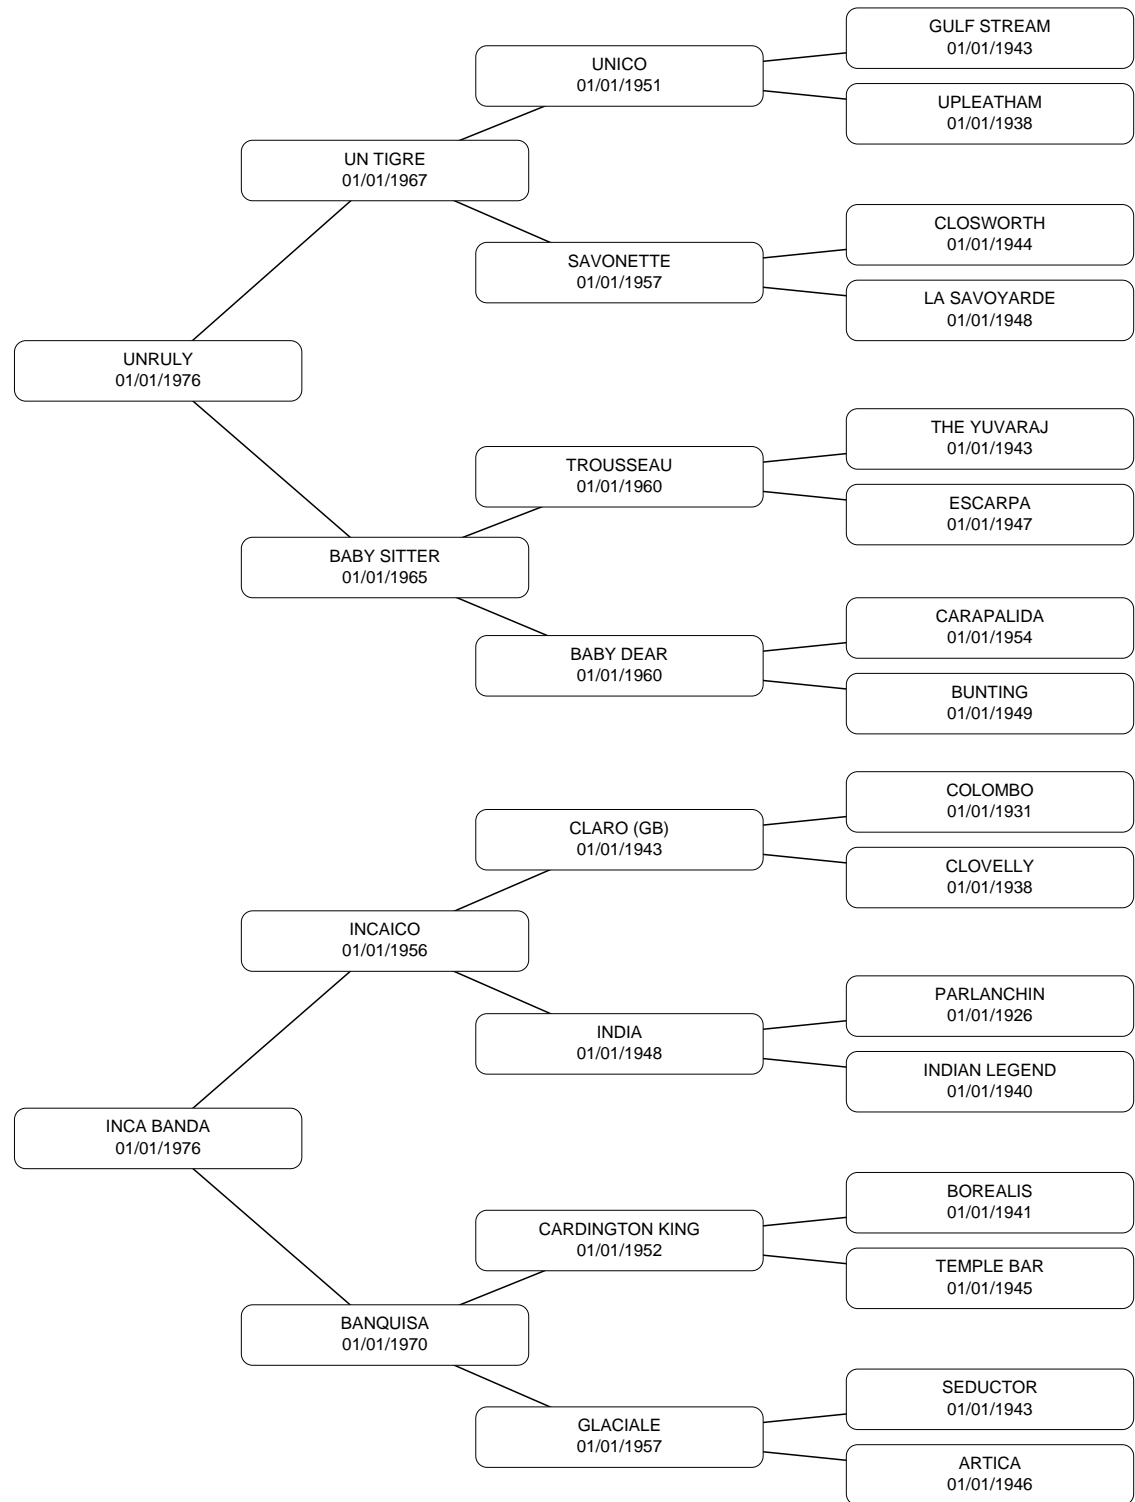 GULF STREAM
01/01/1943
UNICO
01/01/1951
UPLEATHAM
01/01/1938
UN TIGRE
01/01/1967
CLOSWORTH
01/01/1944
SAVONETTE
01/01/1957
LA SAVOYARDE
01/01/1948
UNRULY
01/01/1976
THE YUVARAJ
01/01/1943
TROUSSEAU
01/01/1960
ESCARPA
01/01/1947
BABY SITTER
01/01/1965
CARAPALIDA
01/01/1954
BABY DEAR
01/01/1960
BUNTING
01/01/1949
COLOMBO
01/01/1931
CLARO (GB)
01/01/1943
CLOVELLY
01/01/1938
INCAICO
01/01/1956
PARLANCHIN
01/01/1926
INDIA
01/01/1948
INDIAN LEGEND
01/01/1940
INCA BANDA
01/01/1976
BOREALIS
01/01/1941
CARDINGTON KING
01/01/1952
TEMPLE BAR
01/01/1945
BANQUISA
01/01/1970
SEDUCTOR
01/01/1943
GLACIALE
01/01/1957
ARTICA
01/01/1946